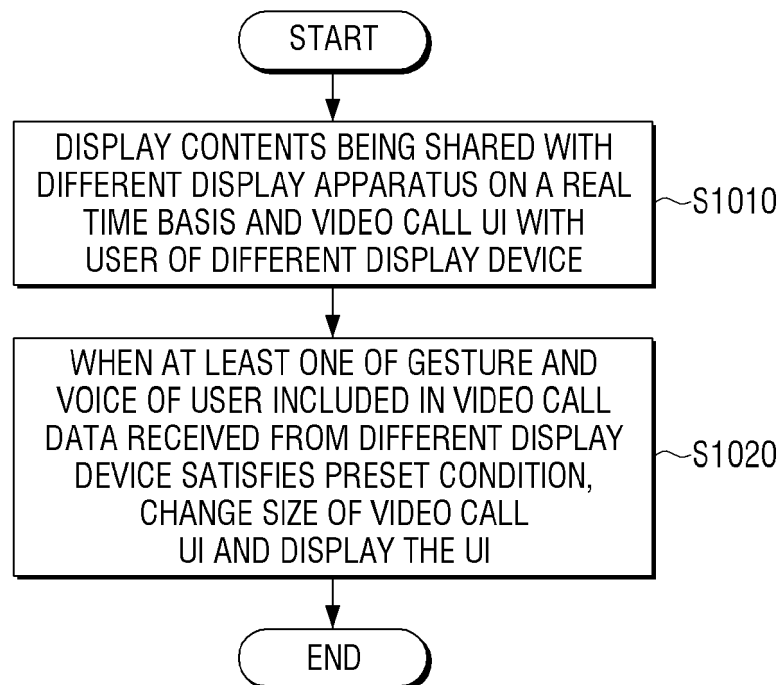 START
DISPLAY CONTENTS BEING SHARED WITH
DIFFERENT DISPLAY APPARATUS ON A REAL
TIME BASIS AND VIDEO CALL UI WITH
USER OF DIFFERENT DISPLAY DEVICE
S1010
WHEN AT LEAST ONE OF GESTURE AND
VOICE OF USER INCLUDED IN VIDEO CALL
DATA RECEIVED FROM DIFFERENT DISPLAY
DEVICE SATISFIES PRESET CONDITION,
CHANGE SIZE OF VIDEO CALL
UI AND DISPLAY THE UI
S1020
END